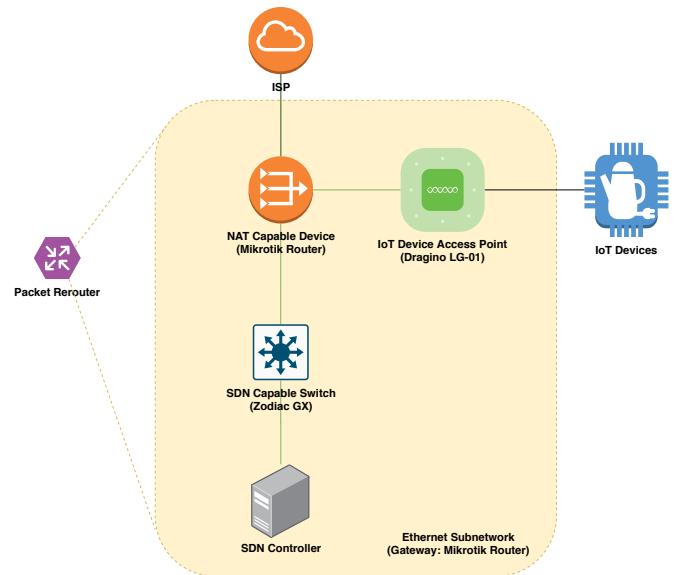 ISP
NAT Capable Device
(Mikrotik Router)
IoT Device Access Point
(Dragino LG-01)
IoT Devices
Packet Rerouter
SDN Capable Switch
(Zodiac GX)
SDN Controller
Ethernet Subnetwork
(Gateway: Mikrotik Router)